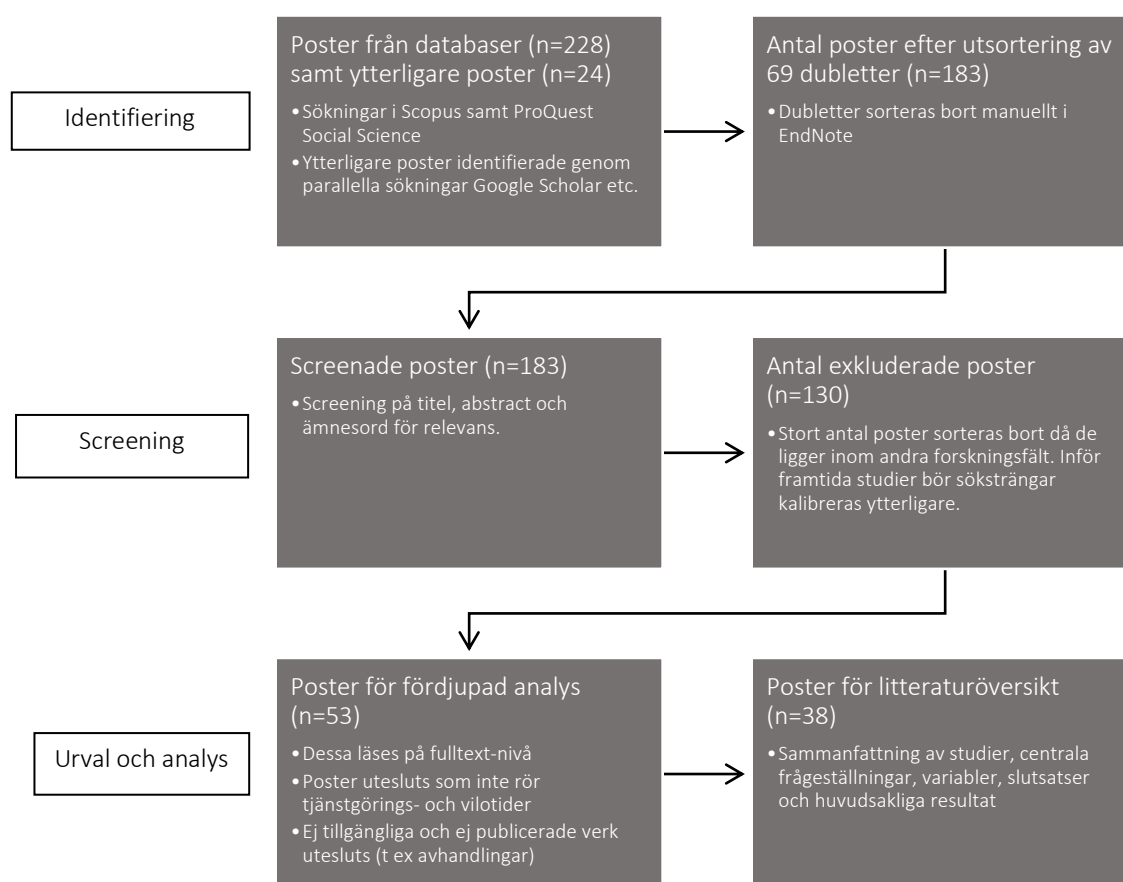 Identifiering
Poster från databaser (n=228)
samt ytterligare poster (n=24)
•Sökningar i Scopus samt ProQuest
Social Science
•Ytterligare poster identifierade genom
parallella sökningar Google Scholar etc.
Antal poster efter utsortering av
69 dubletter (n=183)
•Dubletter sorteras bort manuellt i
EndNote
Screening
Screenade poster (n=183)
•Screening på titel, abstract och
ämnesord för relevans.
Antal exkluderade poster
(n=130)
•Stort antal poster sorteras bort då de
ligger inom andra forskningsfält. Inför
framtida studier bör söksträngar
kalibreras ytterligare.
Urval och analys
Poster för fördjupad analys
(n=53)
•Dessa läses på fulltext-nivå
•Poster utesluts som inte rör
tjänstgörings- och vilotider
•Ej tillgängliga och ej publicerade verk
utesluts (t ex avhandlingar)
Poster för litteraturöversikt
(n=38)
•Sammanfattning av studier, centrala
frågeställningar, variabler, slutsatser
och huvudsakliga resultat